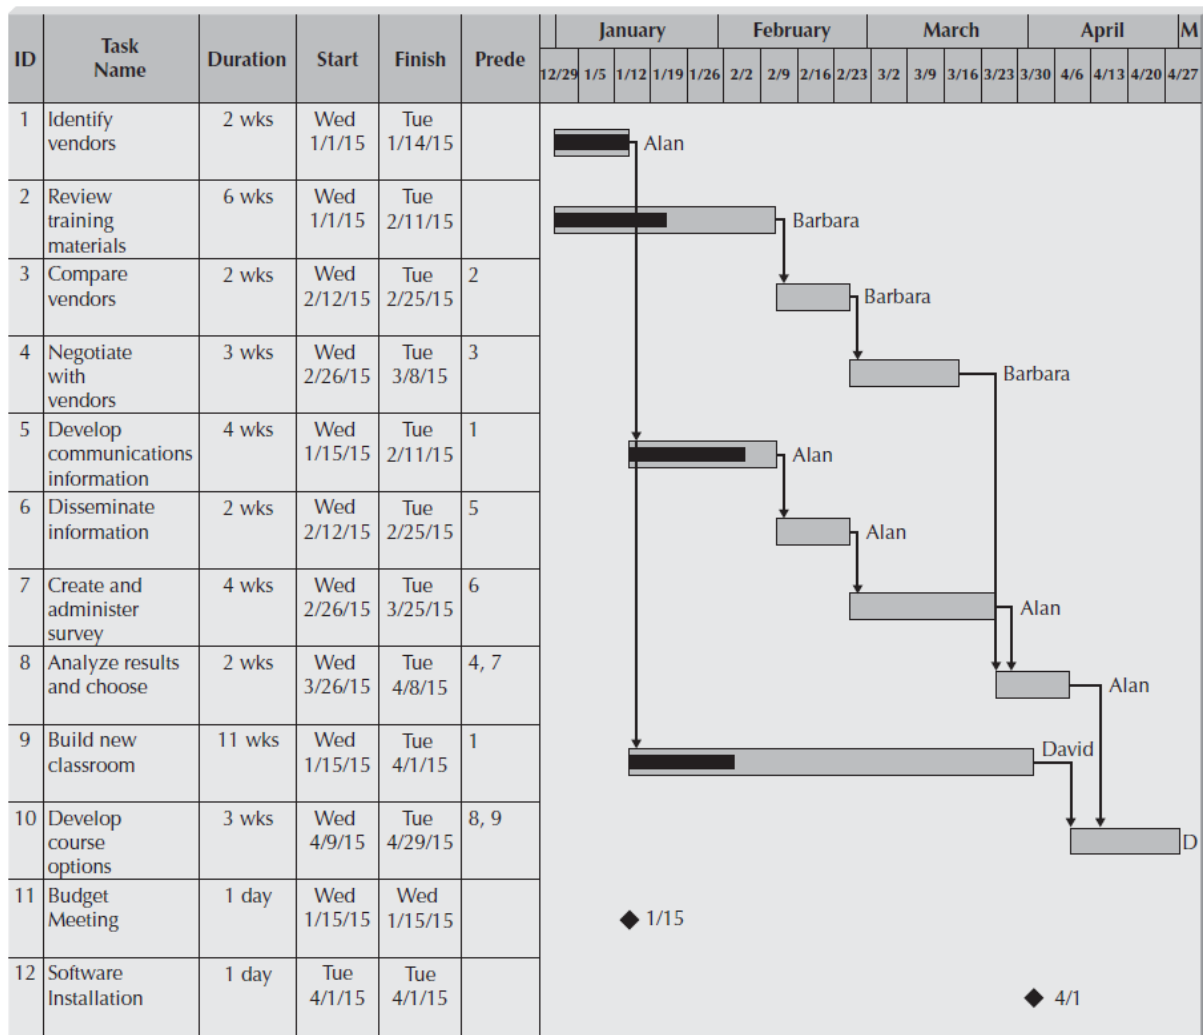 January February March April M
ID Task Name Duration Start Finish Prede
12/29 1/5 1/12 1/19 1/26 2/2 2/9 2/16 2/23 3/2 3/9 3/16 3/23 3/30 4/6 4/13 4/20 4/27
1 Identify 2 wks Wed Tue
vendors 1/1/15 1/14/15
Alan
2 Review 6 wks Wed Tue
training 1/1/15 2/11/15
materials
Barbara
3 Compare 2 wks Wed Tue 2
vendors 2/12/15 2/25/15
Barbara
4 Negotiate 3 wks Wed Tue 3
with 2/26/15 3/8/15
vendors
Barbara
5 Develop 4 wks Wed Tue 1
communications 1/15/15 2/11/15
information
Alan
6 Disseminate 2 wks Wed Tue 5
information 2/12/15 2/25/15
Alan
7 Create and 4 wks Wed Tue 6
administer 2/26/15 3/25/15
survey
Alan
8 Analyze results 2 wks Wed Tue 4, 7
and choose 3/26/15 4/8/15
Alan
9 Build new 11 wks Wed Tue 1
classroom 1/15/15 4/1/15
David
10 Develop 3 wks Wed Tue 8, 9
course 4/9/15 4/29/15
options
D
11 Budget 1 day Wed Wed
Meeting 1/15/15 1/15/15
1/15
12 Software 1 day Tue Tue
Installation 4/1/15 4/1/15
4/1